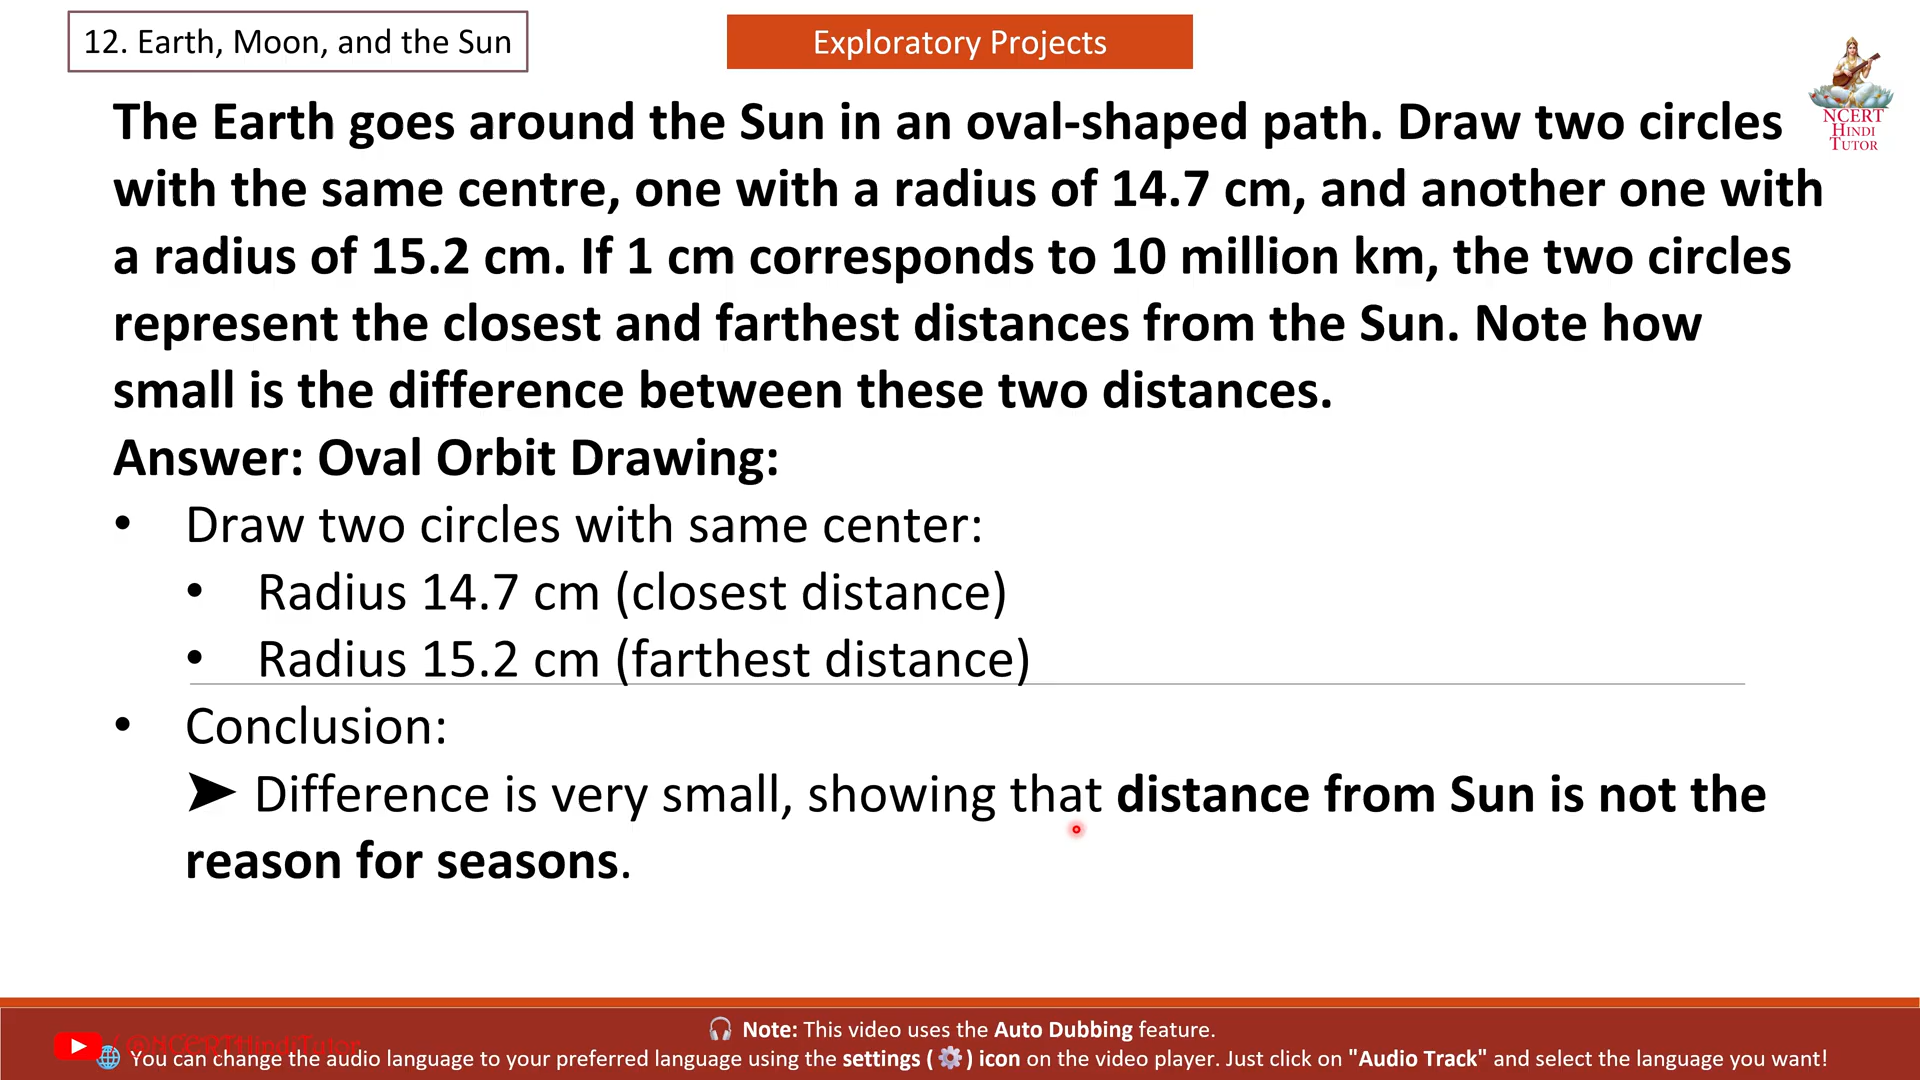 12. Earth, Moon, and the Sun
Exploratory Projects
NCERT
HINDI
TUTOR
The Earth goes around the Sun in an oval-shaped path. Draw two circles
with the same centre, one with a radius of 14.7 cm, and another one with
a radius of 15.2 cm. If 1 cm corresponds to 10 million km, the two circles
represent the closest and farthest distances from the Sun. Note how
small is the difference between these two distances.
Answer: Oval Orbit Drawing:
• Draw two circles with same center:
• Radius 14.7 cm (closest distance)
• Radius 15.2 cm (farthest distance)
• Conclusion:
➤ Difference is very small, showing that distance from Sun is not the
reason for seasons.
🎧 Note: This video uses the Auto Dubbing feature.
/@NCERTHindiTutor
🌐 You can change the audio language to your preferred language using the settings (⚙️) icon on the video player. Just click on "Audio Track" and select the language you want!